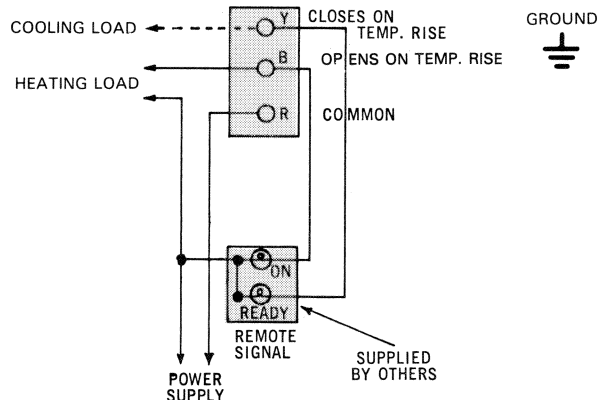 COOLING LOAD
Y
CLOSES ON
TEMP. RISE
GROUND
B
OPENS ON TEMP. RISE
HEATING LOAD
R
COMMON
ON
READY
REMOTE
SIGNAL
SUPPLIED
BY OTHERS
POWER
SUPPLY